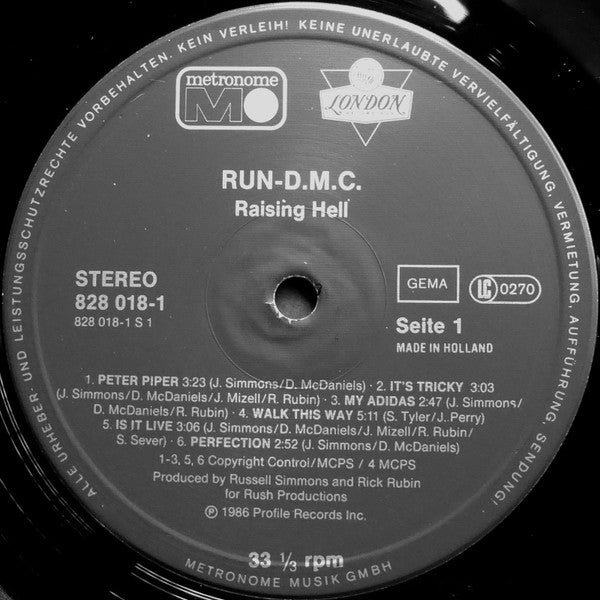 ALLE URHEBER- UND LEISTUNGSSCHUTZRECHTE VORBEHALTEN. KEIN VERLEIH! KEINE UNERLAUBTE VERVIELFÄLTIGUNG, VERMIETUNG, AUFFÜHRUNG, SENDUNG!
metronome
M
LONDON
RUN-D.M.C.
Raising Hell
STEREO
828 018-1
828 018-1 S 1
GEMA
LC 0270
Seite 1
MADE IN HOLLAND
1. PETER PIPER 3:23 (J. Simmons/D. McDaniels) · 2. IT'S TRICKY 3:03
(J. Simmons/D. McDaniels/J. Mizell/R. Rubin) · 3. MY ADIDAS 2:47 (J. Simmons/
D. McDaniels/R. Rubin) · 4. WALK THIS WAY 5:11 (S. Tyler/J. Perry) ·
5. IS IT LIVE 3:06 (J. Simmons/D. McDaniels/J. Mizell/R. Rubin/
S. Sever) · 6. PERFECTION 2:52 (J. Simmons/D. McDaniels)
1-3, 5, 6 Copyright Control/MCPS / 4 MCPS
Produced by Russell Simmons and Rick Rubin
for Rush Productions
℗ 1986 Profile Records Inc.
33 1/3 rpm
METRONOME MUSIK GMBH